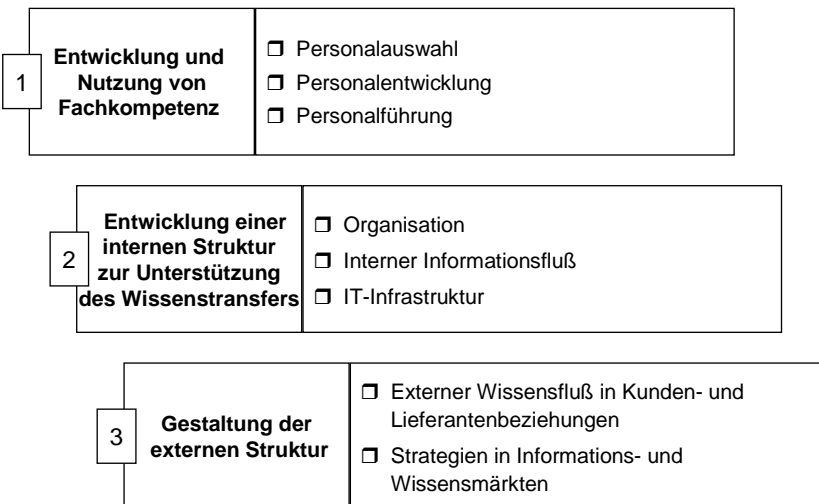 1
Entwicklung und
Nutzung von
Fachkompetenz
❒ Personalauswahl
❒ Personalentwicklung
❒ Personalführung
2
Entwicklung einer
internen Struktur
zur Unterstützung
des Wissenstransfers
❒ Organisation
❒ Interner Informationsfluß
❒ IT-Infrastruktur
3
Gestaltung der
externen Struktur
❒ Externer Wissensfluß in Kunden- und
Lieferantenbeziehungen
❒ Strategien in Informations- und
Wissensmärkten